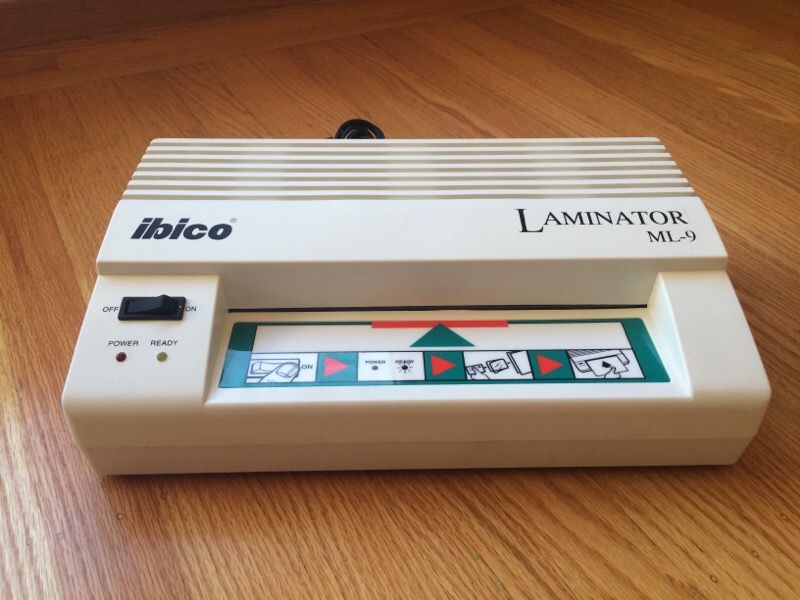 ibico®
LAMINATOR
ML-9
OFF ON
POWER READY
ON
POWER READY